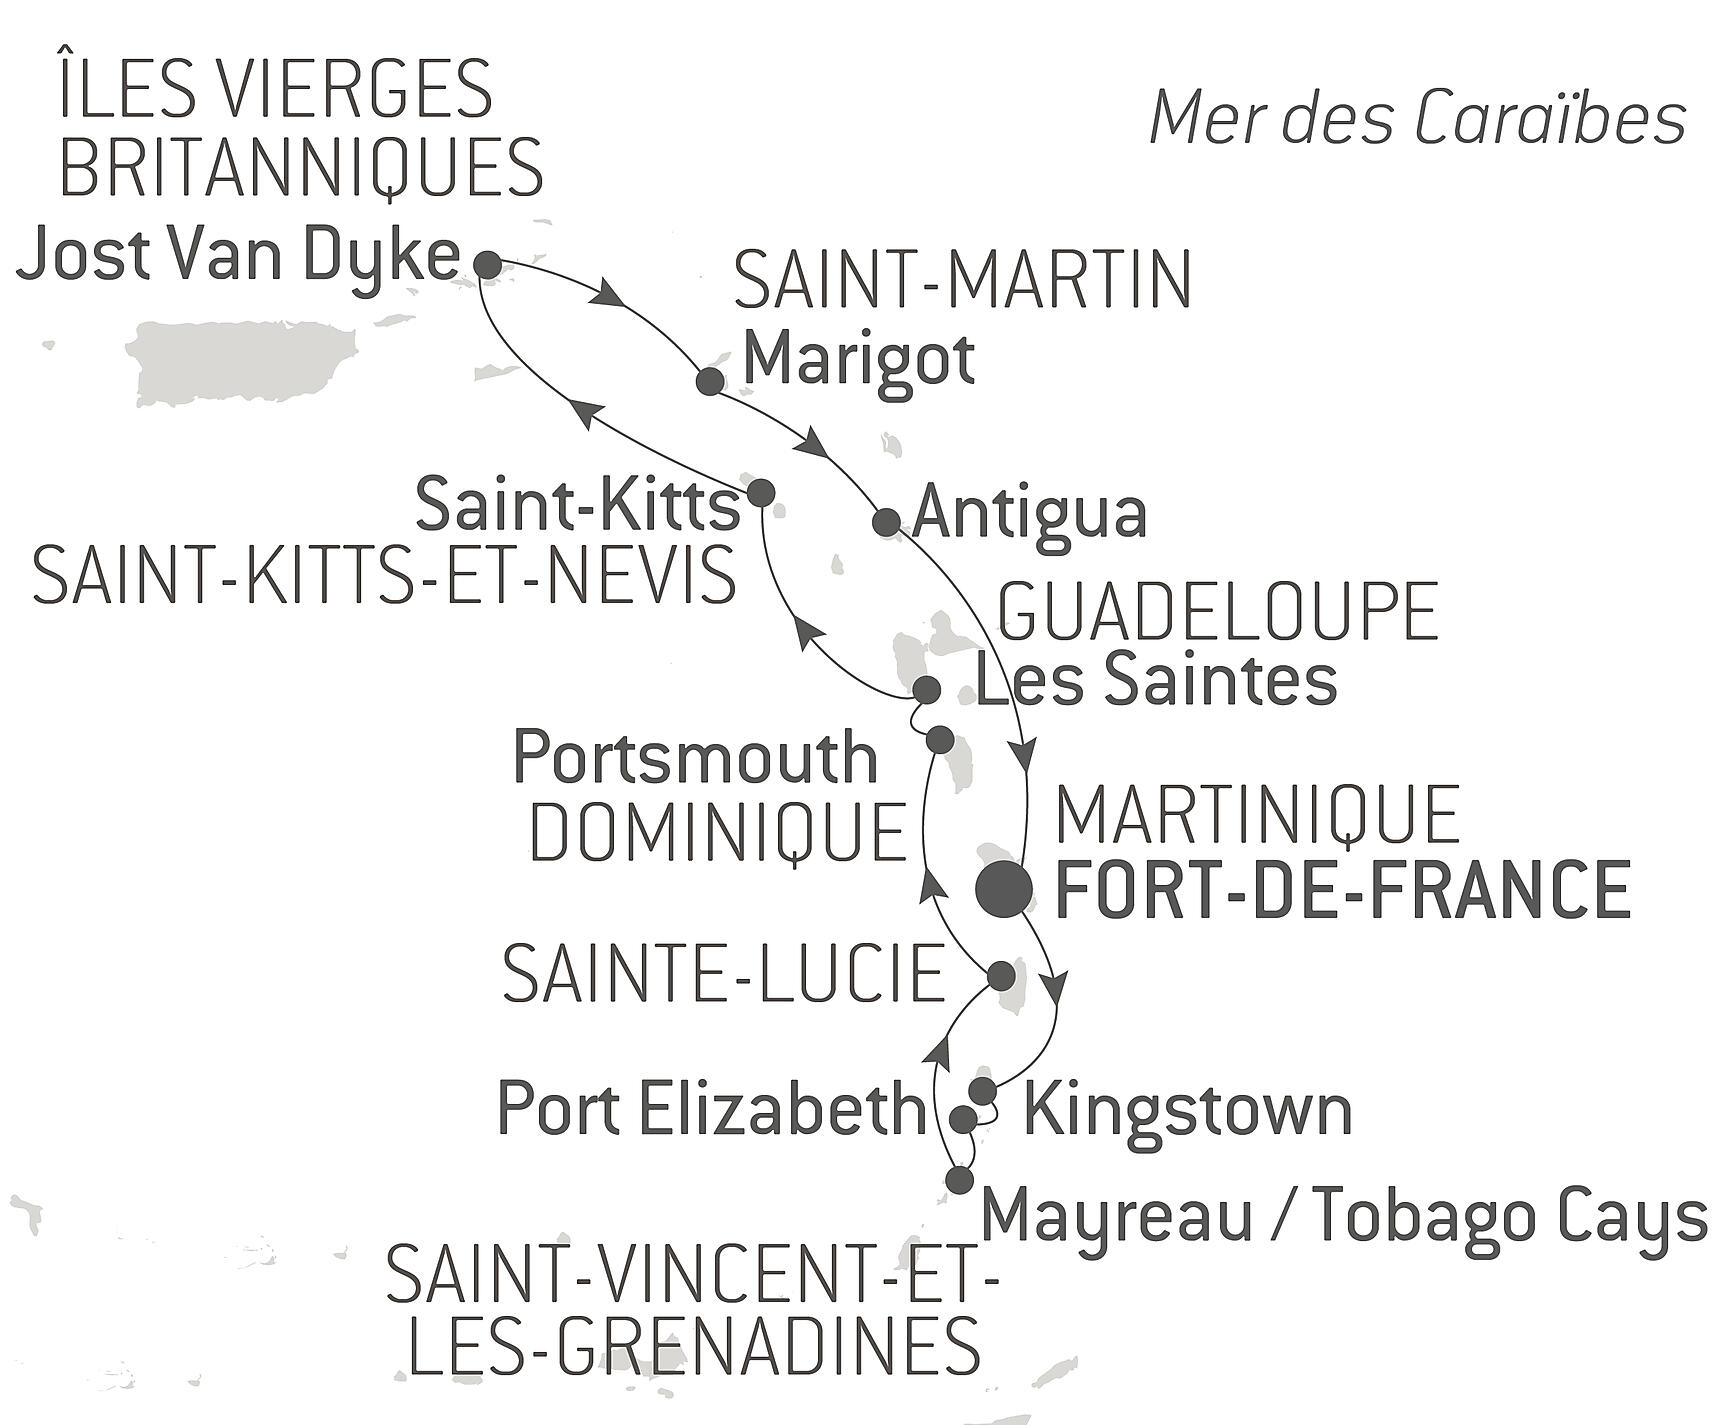 ÎLES VIERGES
BRITANNIQUES
Jost Van Dyke
Mer des Caraïbes
SAINT-MARTIN
Marigot
Saint-Kitts
SAINT-KITTS-ET-NEVIS
Antigua
GUADELOUPE
Les Saintes
Portsmouth
DOMINIQUE
MARTINIQUE
FORT-DE-FRANCE
SAINTE-LUCIE
Port Elizabeth
Kingstown
Mayreau / Tobago Cays
SAINT-VINCENT-ET-
LES-GRENADINES